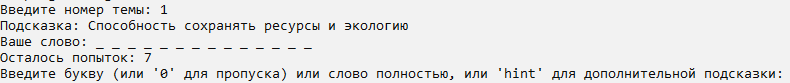 Введите номер темы: 1
Подсказка: Способность сохранять ресурсы и экологию
Ваше слово: _ _ _ _ _ _ _ _ _ _ _ _ _ _
Осталось попыток: 7
Введите букву (или '0' для пропуска) или слово полностью, или 'hint' для дополнительной подсказки: